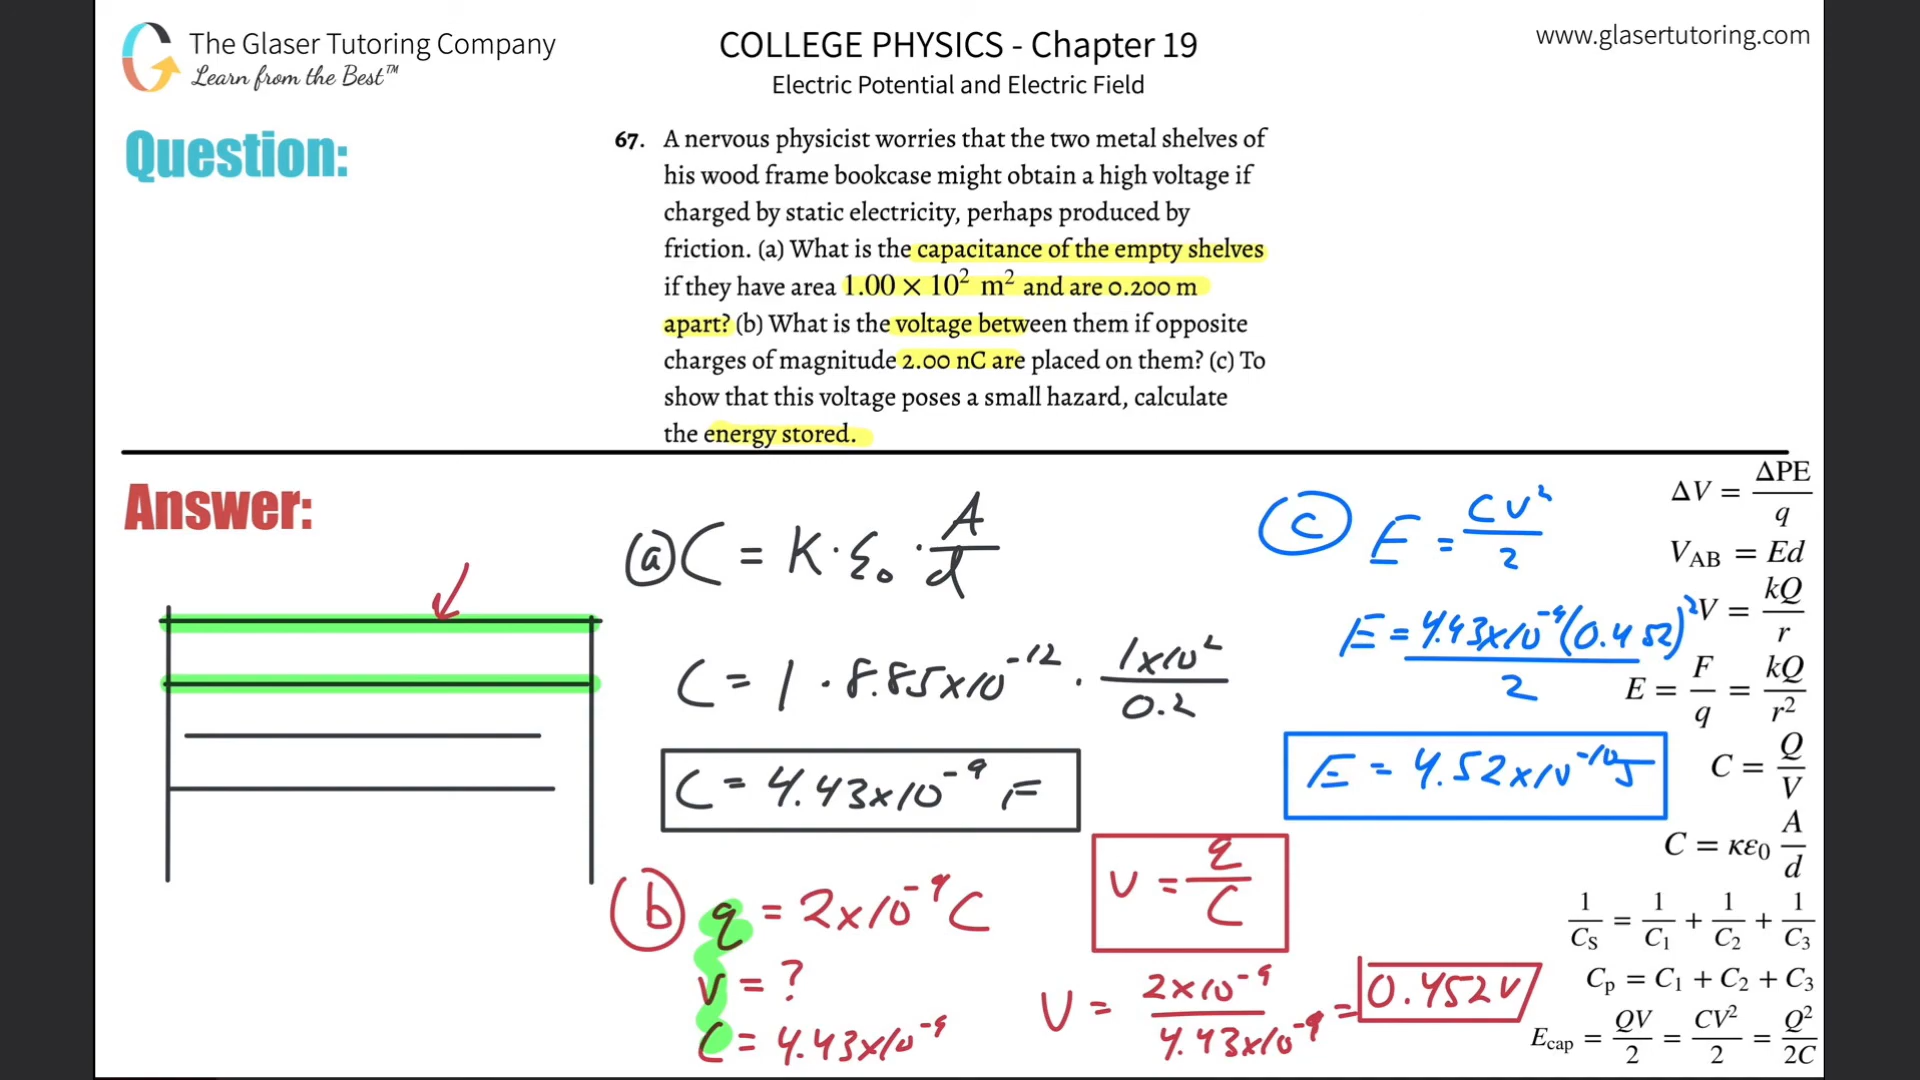 The Glaser Tutoring Company
Learn from the Best™
COLLEGE PHYSICS - Chapter 19
Electric Potential and Electric Field
www.glasertutoring.com
Question:
67. A nervous physicist worries that the two metal shelves of
his wood frame bookcase might obtain a high voltage if
charged by static electricity, perhaps produced by
friction. (a) What is the capacitance of the empty shelves
if they have area 1.00 × 10² m² and are 0.200 m
apart? (b) What is the voltage between them if opposite
charges of magnitude 2.00 nC are placed on them? (c) To
show that this voltage poses a small hazard, calculate
the energy stored.
Answer:
(a) C = K · ε₀ · A/d
C = 1 · 8.85x10⁻¹² · 1x10²/0.2
C = 4.43x10⁻⁹ F
(b) q = 2x10⁻⁹ C
V = ?
C = 4.43x10⁻⁹
V = q/C
V = 2x10⁻⁹/4.43x10⁻⁹ = 0.452V
(c) E = CV²/2
E = 4.43x10⁻⁹(0.452)²/2
E = 4.52x10⁻¹⁰ J
ΔV = ΔPE/q
V_AB = Ed
V = kQ/r
E = F/q = kQ/r²
C = Q/V
C = κε₀ A/d
1/C_S = 1/C₁ + 1/C₂ + 1/C₃
C_p = C₁ + C₂ + C₃
E_cap = QV/2 = CV²/2 = Q²/2C